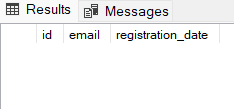 Results Messages
id email registration_date